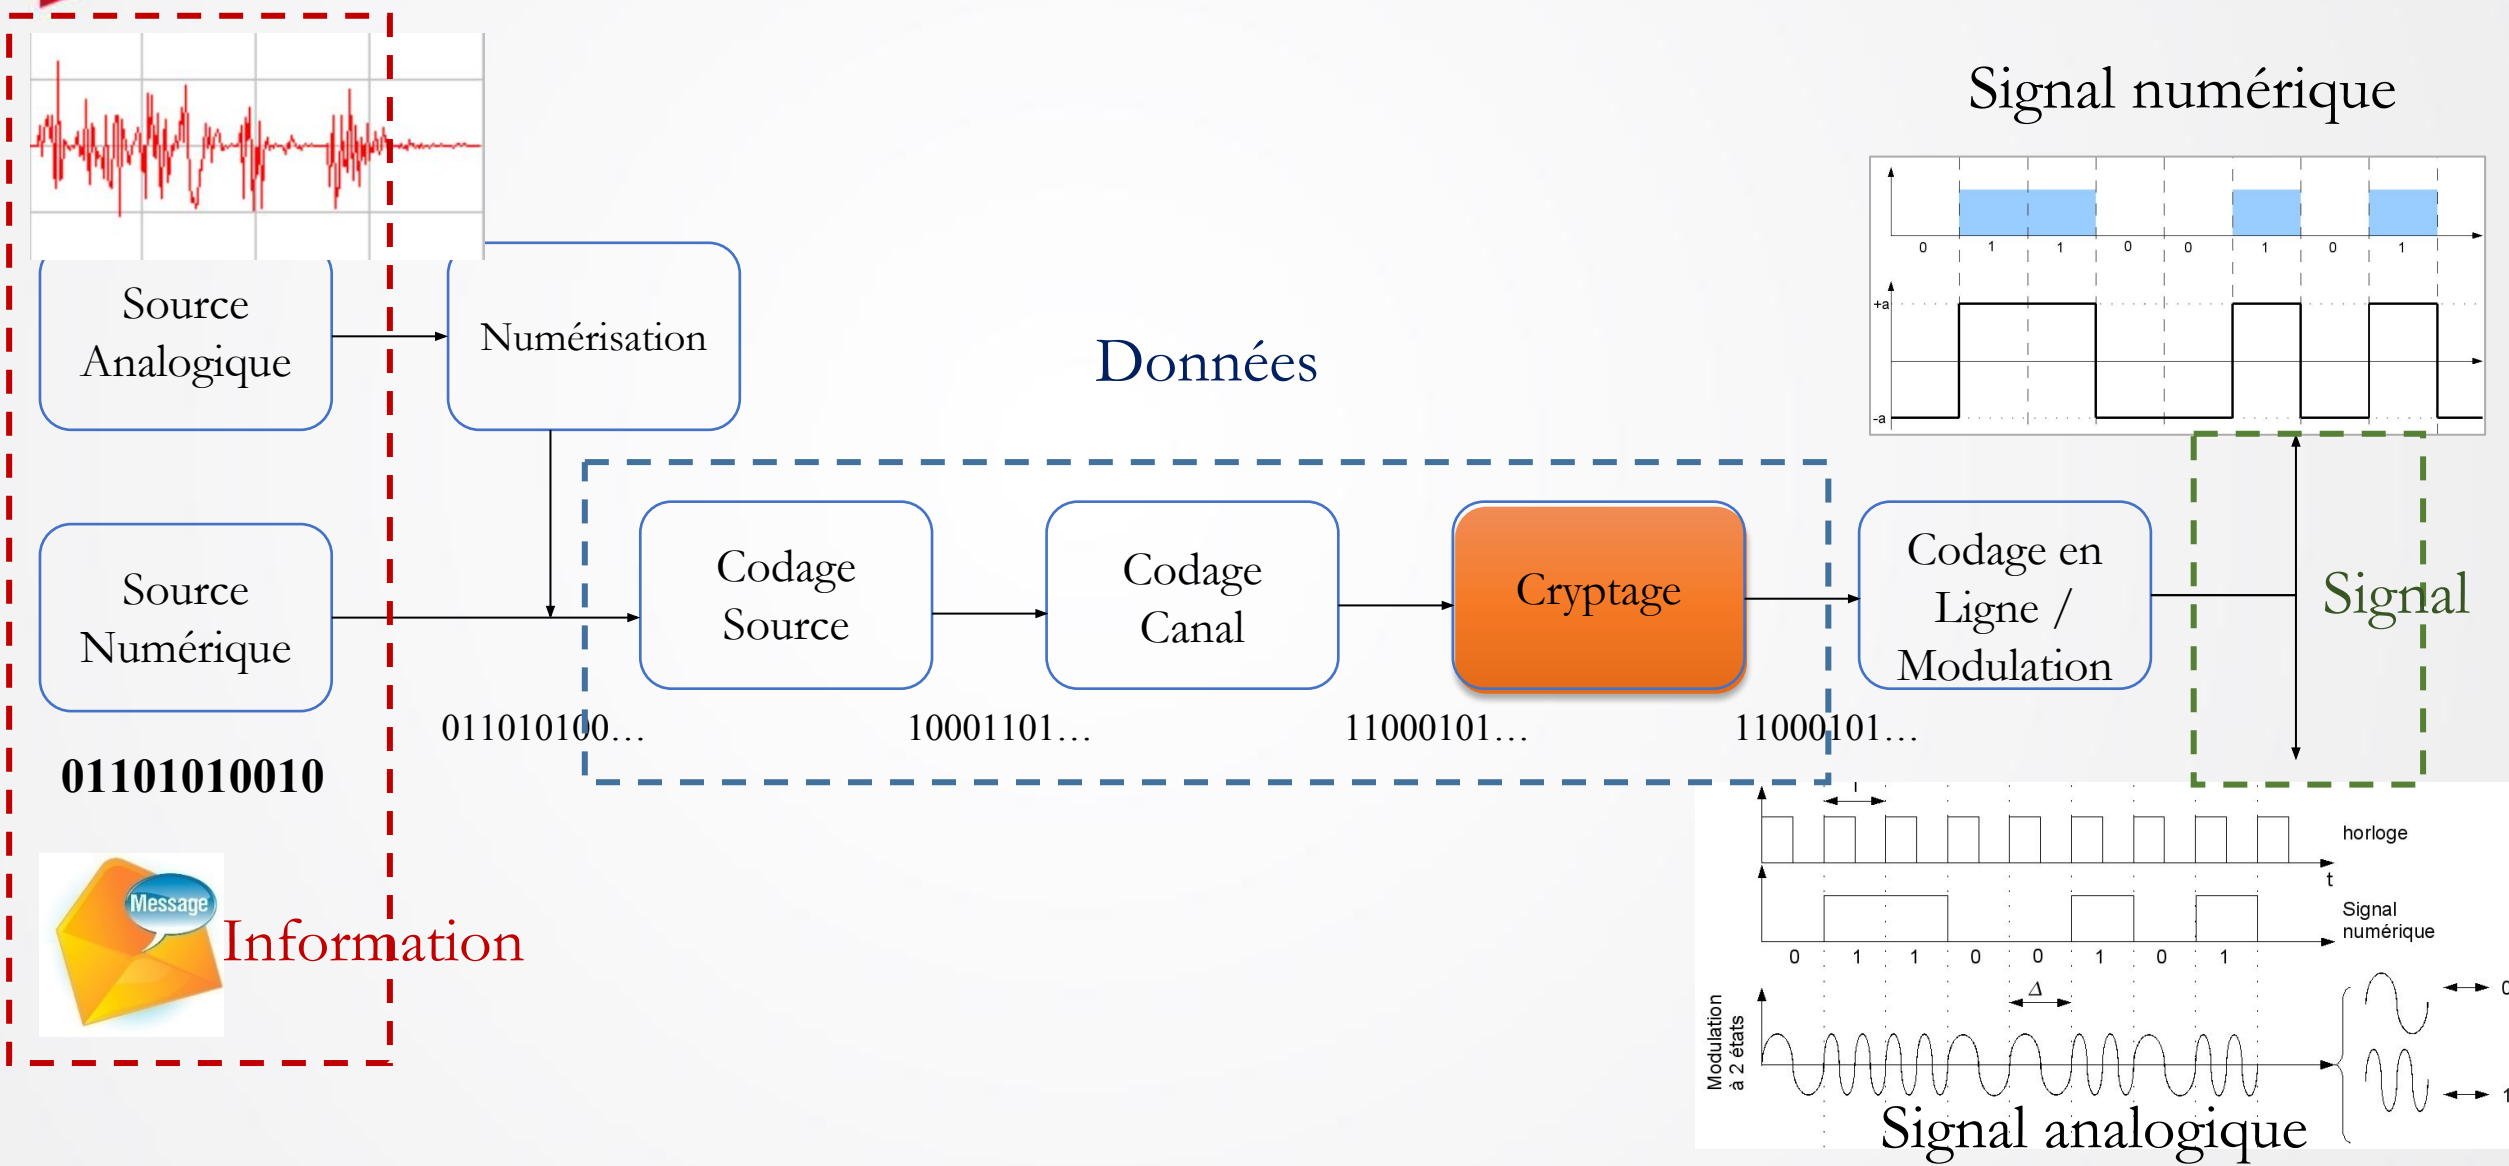 Signal numérique
0 1 1 0 0 1 0 1
+a
-a
Source
Analogique
Numérisation
Données
Source
Numérique
Codage
Source
Codage
Canal
Cryptage
Codage en
Ligne /
Modulation
Signal
011010100…
10001101…
11000101…
11000101…
01101010010
Message
Information
horloge
t
Signal
numérique
0 1 1 0 0 1 0 1
Δ
Modulation
à 2 états
0
1
Signal analogique